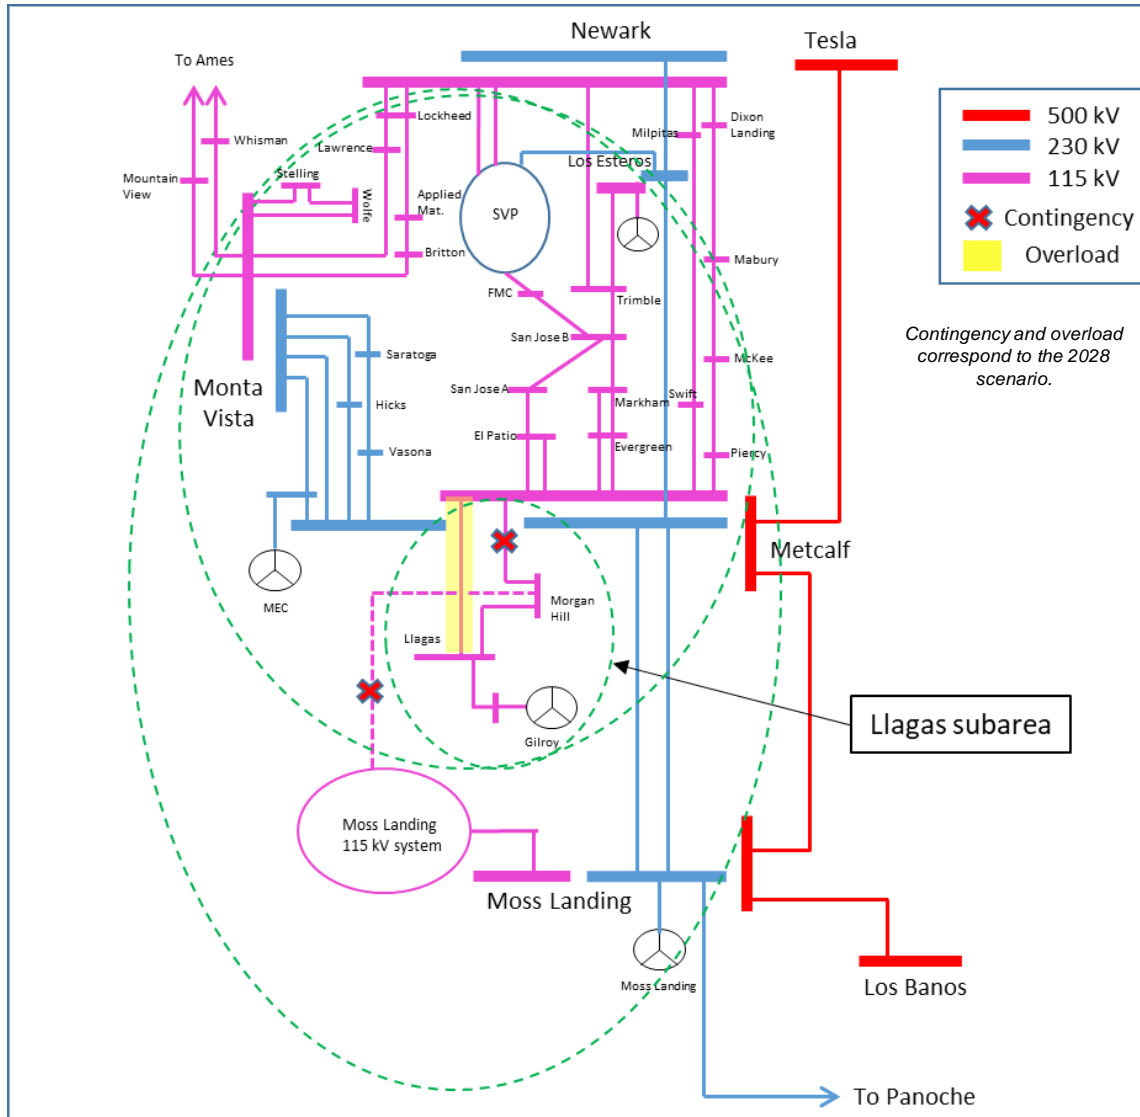 Newark
Tesla
To Ames
500 kV
230 kV
115 kV
Contingency
Overload
Contingency and overload
correspond to the 2028
scenario.
Lockheed
Dixon
Landing
Milpitas
Whisman
Lawrence
Los Esteros
Stelling
Mountain
View
Wolfe
Applied
Mat.
SVP
Britton
Mabury
FMC
Trimble
San Jose B
Saratoga
McKee
Monta
Vista
San Jose A
Swift
Markham
Hicks
El Patio
Evergreen
Vasona
Piercy
Metcalf
MEC
Morgan
Hill
Llagas
Llagas subarea
Gilroy
Moss Landing
115 kV system
Moss Landing
Moss Landing
Los Banos
To Panoche